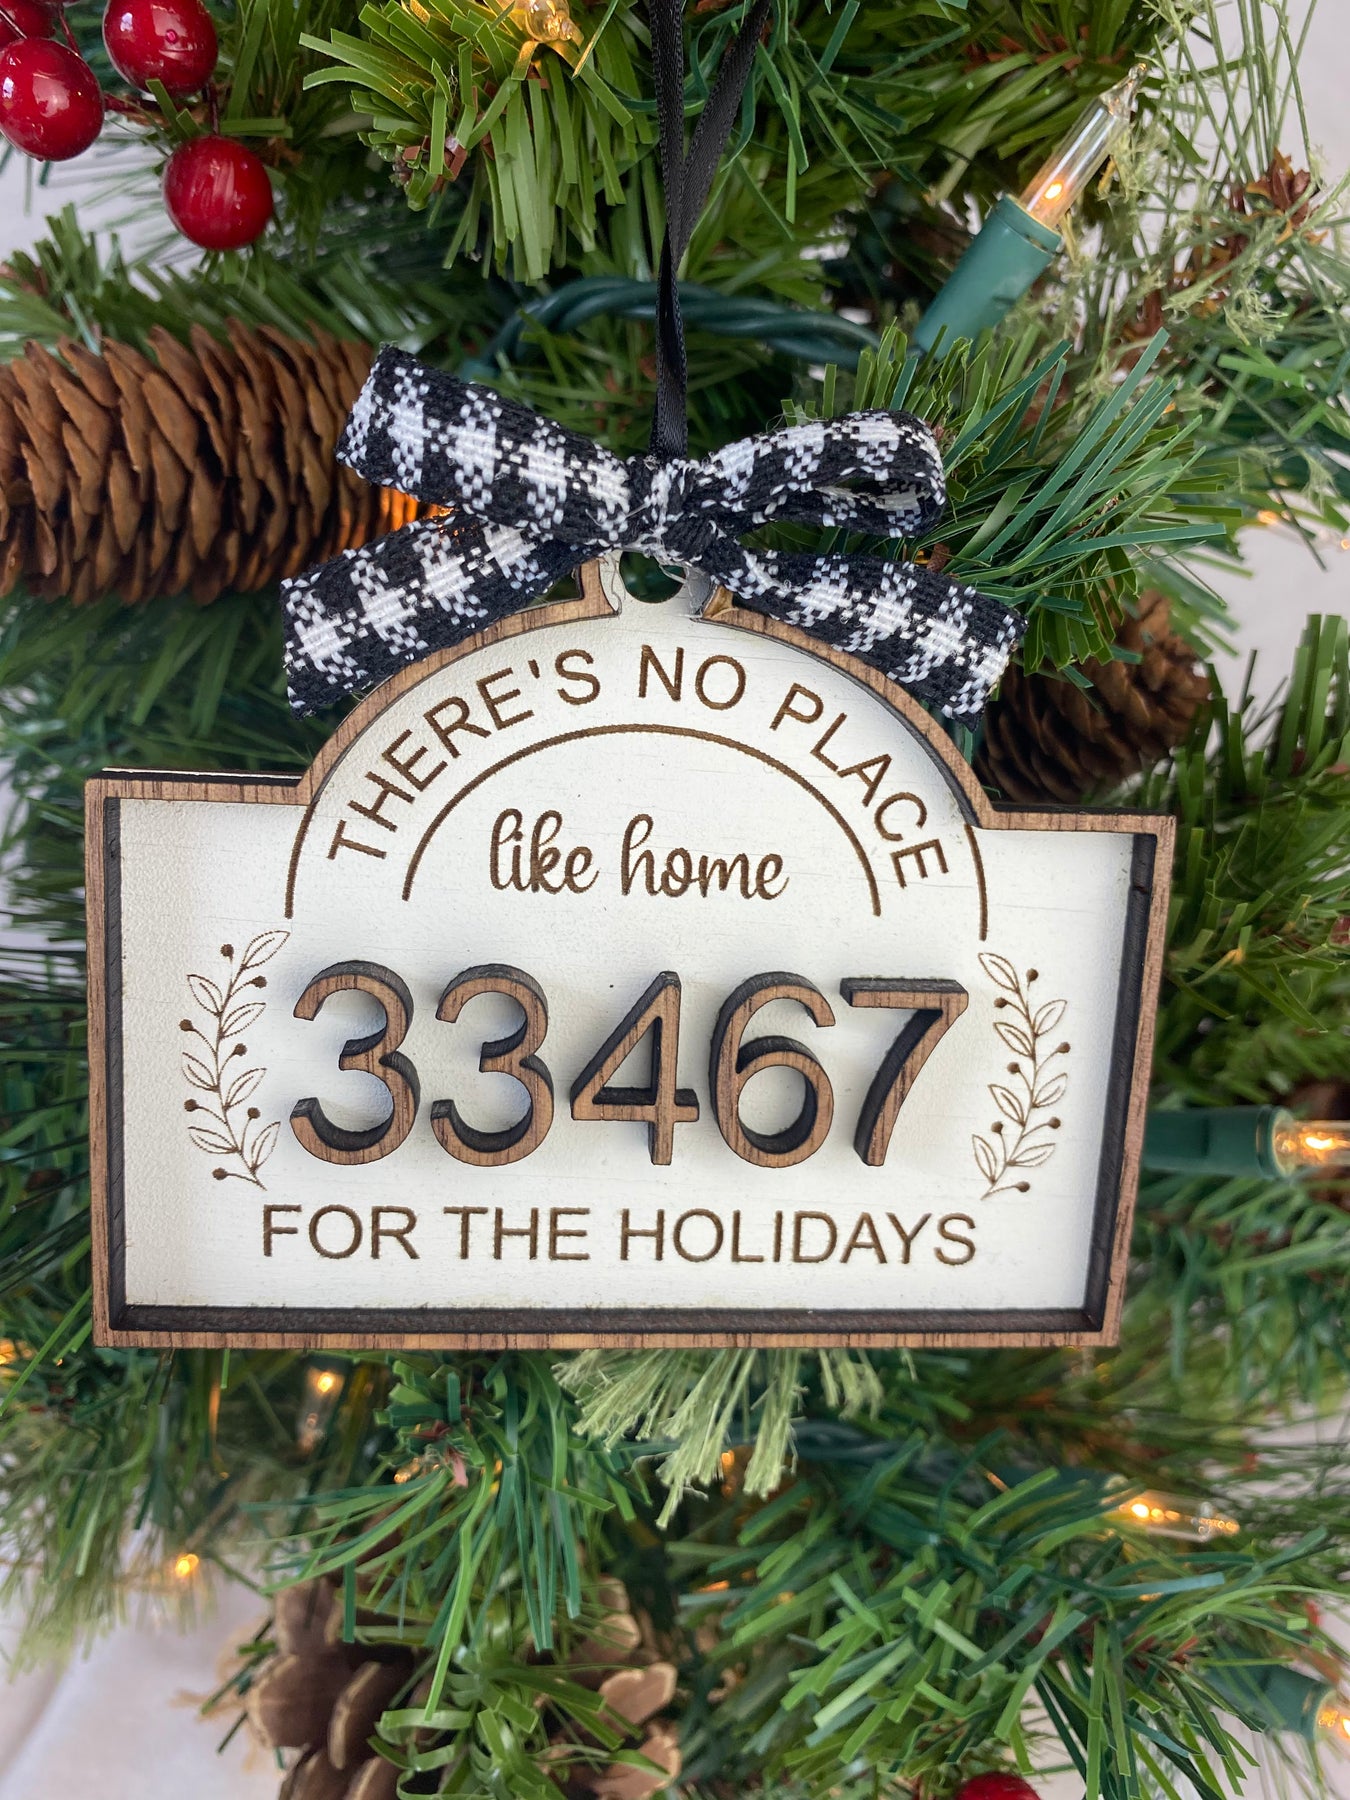 THERE'S NO PLACE
like home
33467
FOR THE HOLIDAYS